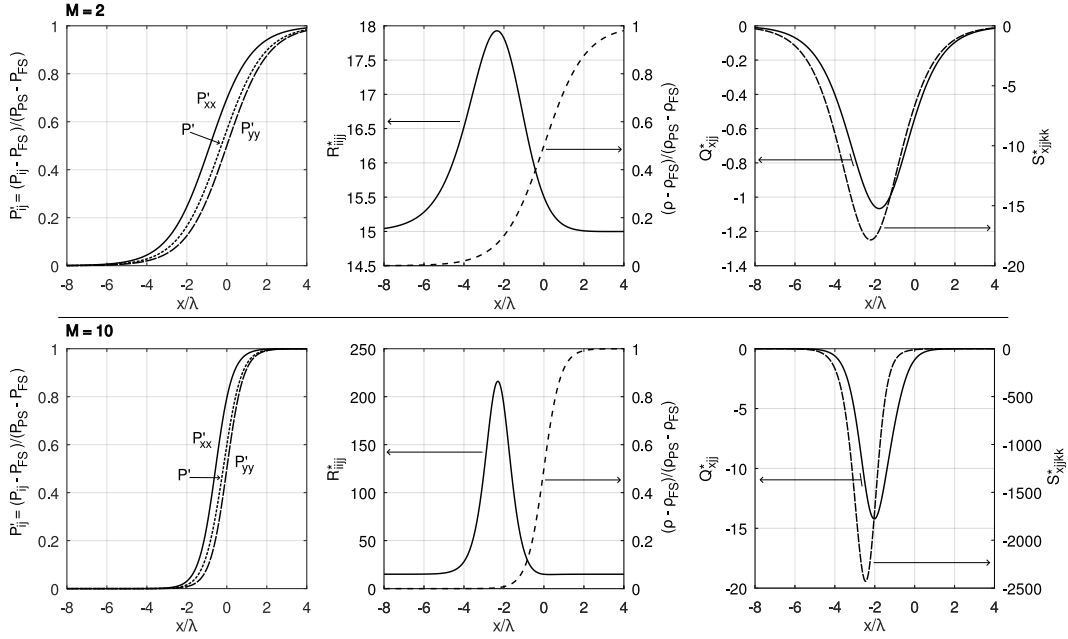 M = 2
P'ij = (Pij - PFS)/(PPS - PFS)
1
0.8
0.6
0.4
0.2
0
P'xx
P'
P'yy
-8 -6 -4 -2 0 2 4
x/λ
R*iijj
18
17.5
17
16.5
16
15.5
15
14.5
1
0.8
0.6
0.4
0.2
0
(ρ - ρFS)/(ρPS - ρFS)
-8 -6 -4 -2 0 2 4
x/λ
Q*xjj
0
-0.2
-0.4
-0.6
-0.8
-1
-1.2
-1.4
0
-5
-10
-15
-20
S*xjjkk
-8 -6 -4 -2 0 2 4
x/λ
M = 10
P'ij = (Pij - PFS)/(PPS - PFS)
1
0.8
0.6
0.4
0.2
0
P'xx
P'
P'yy
-8 -6 -4 -2 0 2 4
x/λ
R*iijj
250
200
150
100
50
0
1
0.8
0.6
0.4
0.2
0
(ρ - ρFS)/(ρPS - ρFS)
-8 -6 -4 -2 0 2 4
x/λ
Q*xjj
0
-5
-10
-15
-20
0
-500
-1000
-1500
-2000
-2500
S*xjjkk
-8 -6 -4 -2 0 2 4
x/λ